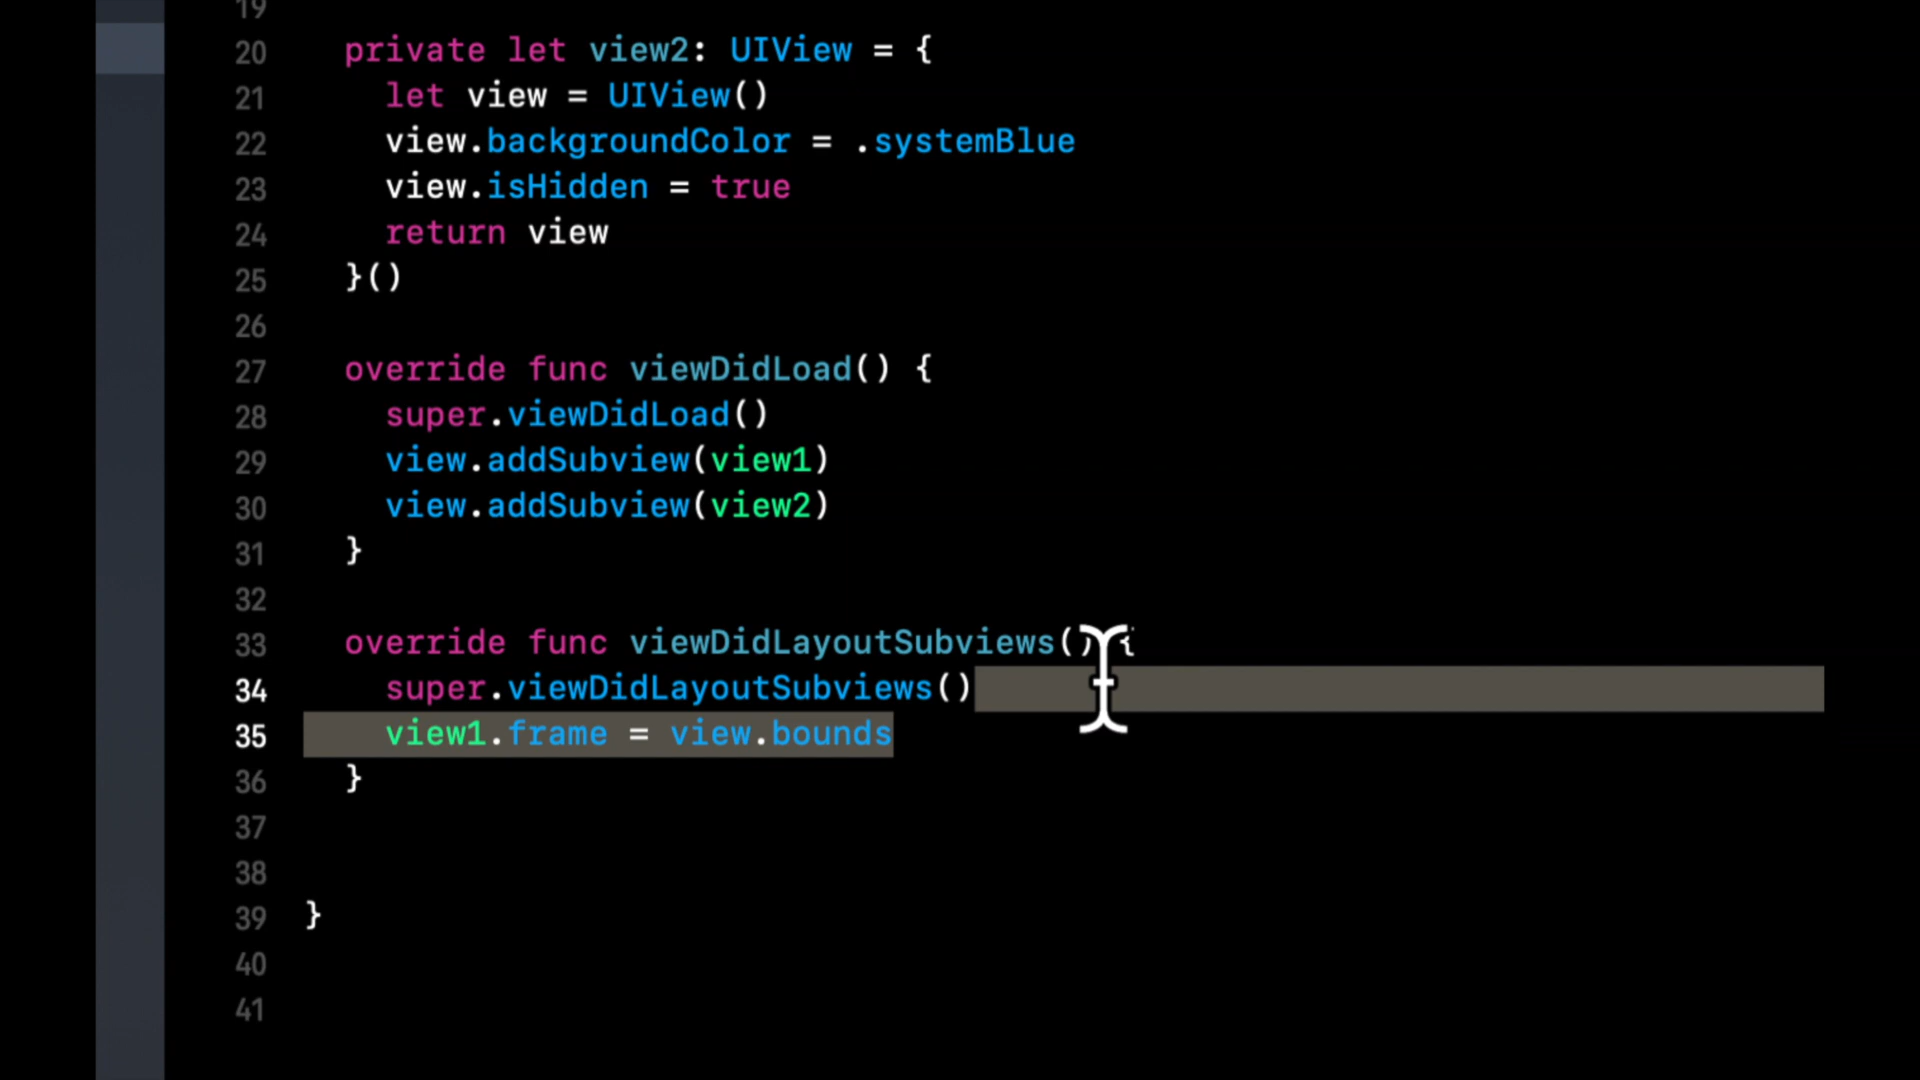 19
20 private let view2: UIView = {
21 let view = UIView()
22 view.backgroundColor = .systemBlue
23 view.isHidden = true
24 return view
25 }()
26
27 override func viewDidLoad() {
28 super.viewDidLoad()
29 view.addSubview(view1)
30 view.addSubview(view2)
31 }
32
33 override func viewDidLayoutSubviews() {
34 super.viewDidLayoutSubviews()
35 view1.frame = view.bounds
36 }
37
38
39 }
40
41